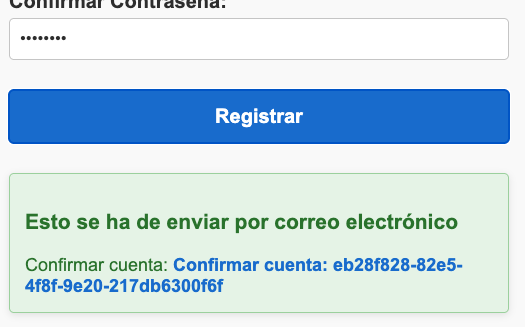 Confirmar Contraseña:
••••••••
Registrar
Esto se ha de enviar por correo electrónico
Confirmar cuenta: Confirmar cuenta: eb28f828-82e5-
4f8f-9e20-217db6300f6f